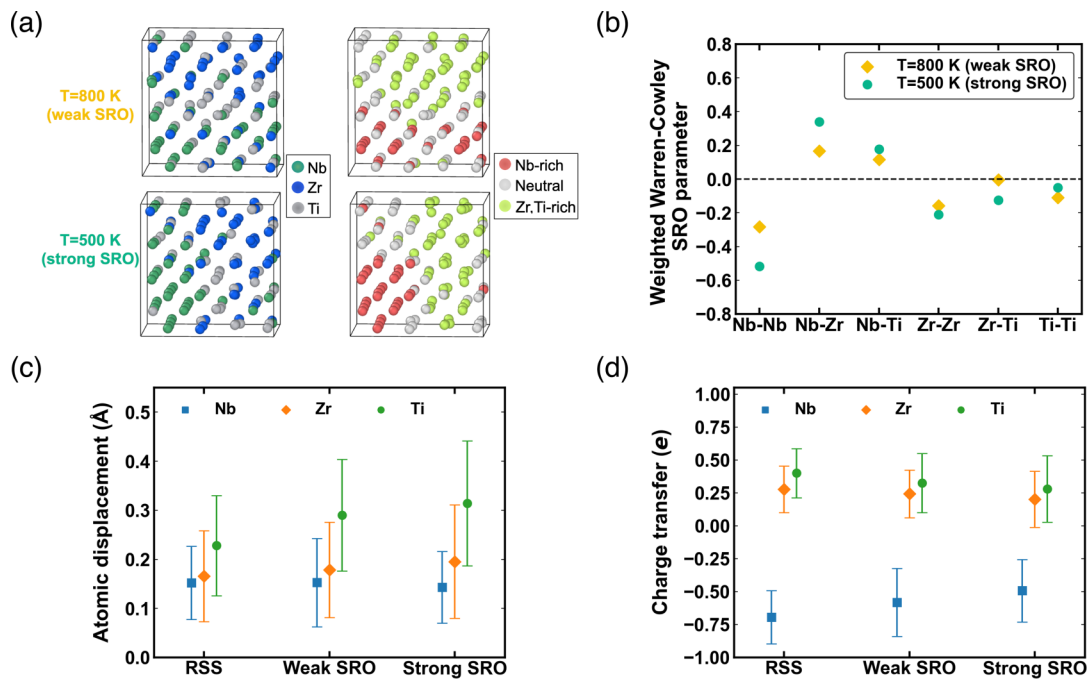 (a)
T=800 K
(weak SRO)
Nb
Zr
Ti
Nb-rich
Neutral
Zr,Ti-rich
T=500 K
(strong SRO)
(b)
Weighted Warren-Cowley
SRO parameter
0.8
0.6
0.4
0.2
0.0
−0.2
−0.4
−0.6
−0.8
T=800 K (weak SRO)
T=500 K (strong SRO)
Nb-Nb Nb-Zr Nb-Ti Zr-Zr Zr-Ti Ti-Ti
(c)
Atomic displacement (Å)
0.5
0.4
0.3
0.2
0.1
0.0
Nb Zr Ti
RSS Weak SRO Strong SRO
(d)
Charge transfer (e)
1.00
0.75
0.50
0.25
0.00
−0.25
−0.50
−0.75
−1.00
Nb Zr Ti
RSS Weak SRO Strong SRO